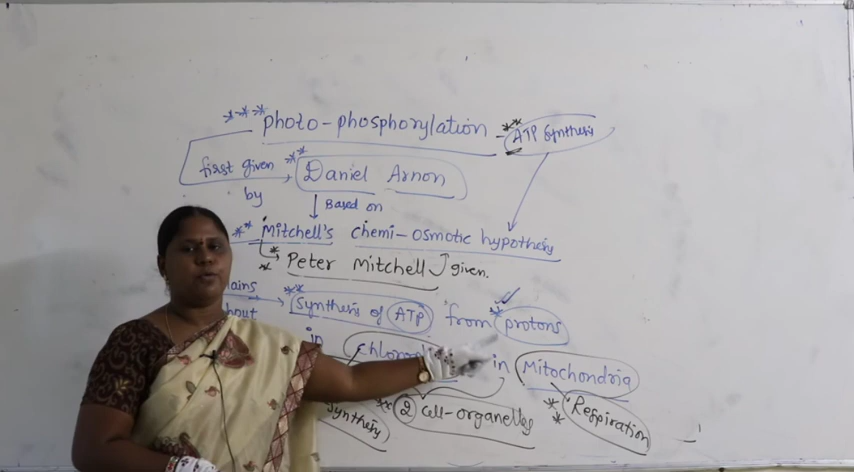 *** photo-phosphorylation - ** ATP Synthesis
first given by ** Daniel Arnon
Based on
** Mitchell's chemi-osmotic hypothesis
** Peter Mitchell given.
** Synthesis of ATP from ** protons
in in Mitochondria
** 2 cell-organelles ** Respiration